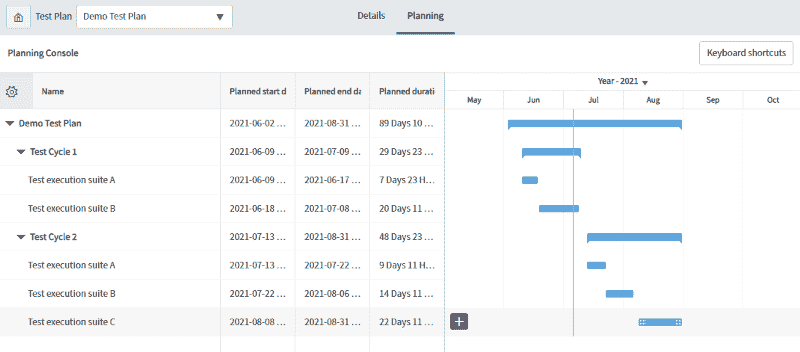 Test Plan Demo Test Plan Details Planning
Planning Console Keyboard shortcuts
Year - 2021
Name Planned start d Planned end da Planned durati
May Jun Jul Aug Sep Oct
Demo Test Plan 2021-06-02 ... 2021-08-31 ... 89 Days 10 ...
Test Cycle 1 2021-06-09 ... 2021-07-09 ... 29 Days 23 ...
Test execution suite A 2021-06-09 ... 2021-06-17 ... 7 Days 23 H...
Test execution suite B 2021-06-18 ... 2021-07-08 ... 20 Days 11 ...
Test Cycle 2 2021-07-13 ... 2021-08-31 ... 48 Days 23 ...
Test execution suite A 2021-07-13 ... 2021-07-22 ... 9 Days 11 H...
Test execution suite B 2021-07-22 ... 2021-08-06 ... 14 Days 11 ...
Test execution suite C 2021-08-08 ... 2021-08-31 ... 22 Days 11 ...